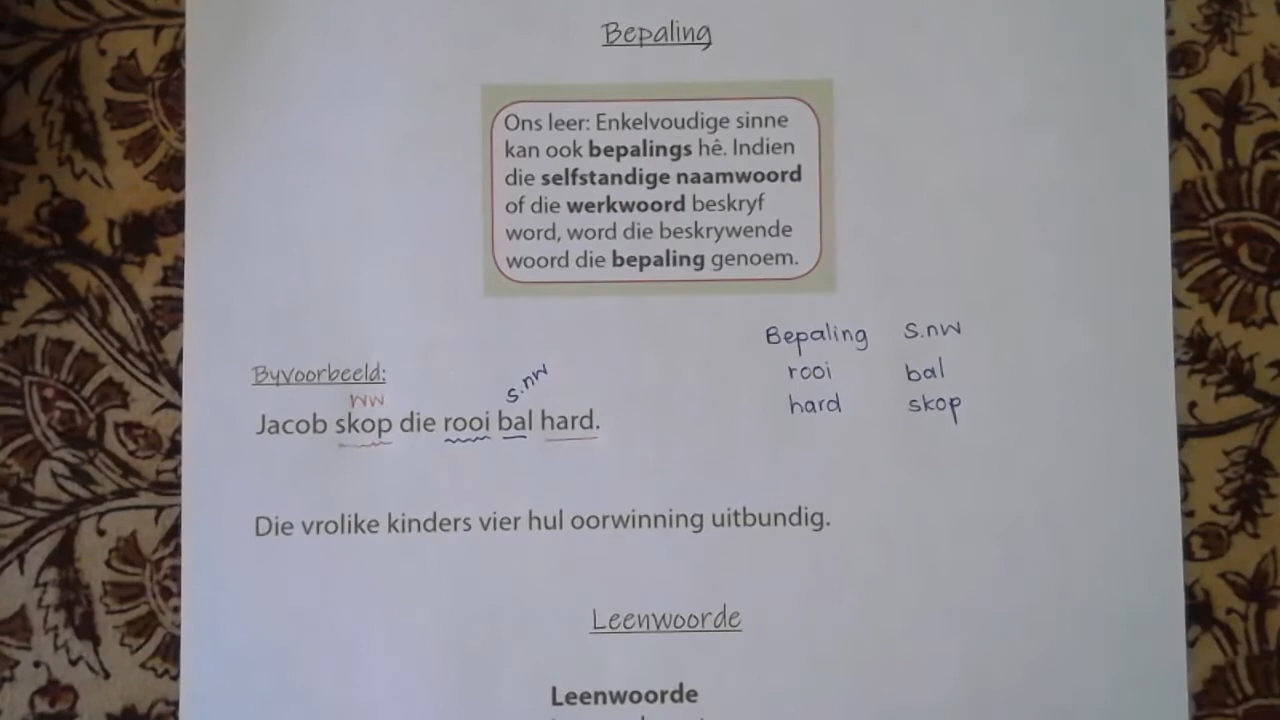 Bepaling
Ons leer: Enkelvoudige sinne
kan ook bepalings hê. Indien
die selfstandige naamwoord
of die werkwoord beskryf
word, word die beskrywende
woord die bepaling genoem.
Bepaling s.nw
rooi bal
hard skop
Byvoorbeeld:
ww s.nw
Jacob skop die rooi bal hard.
Die vrolike kinders vier hul oorwinning uitbundig.
Leenwoorde
Leenwoorde